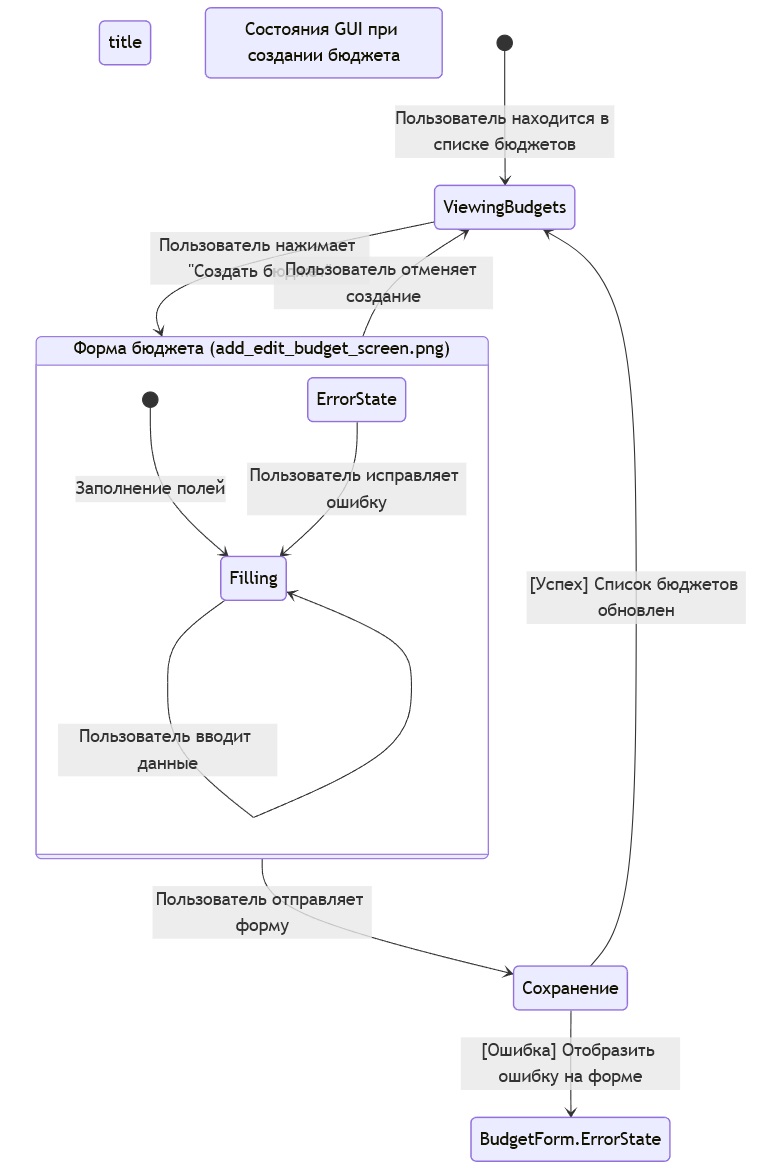 title
Состояния GUI при
создании бюджета
Пользователь находится в
списке бюджетов
ViewingBudgets
Пользователь нажимает
"Создать
Пользователь отменяет
создание
Форма бюджета (add_edit_budget_screen.png)
ErrorState
Заполнение полей
Пользователь исправляет
ошибку
Filling
[Успех] Список бюджетов
обновлен
Пользователь вводит
данные
Пользователь отправляет
форму
Сохранение
[Ошибка] Отобразить
ошибку на форме
BudgetForm.ErrorState